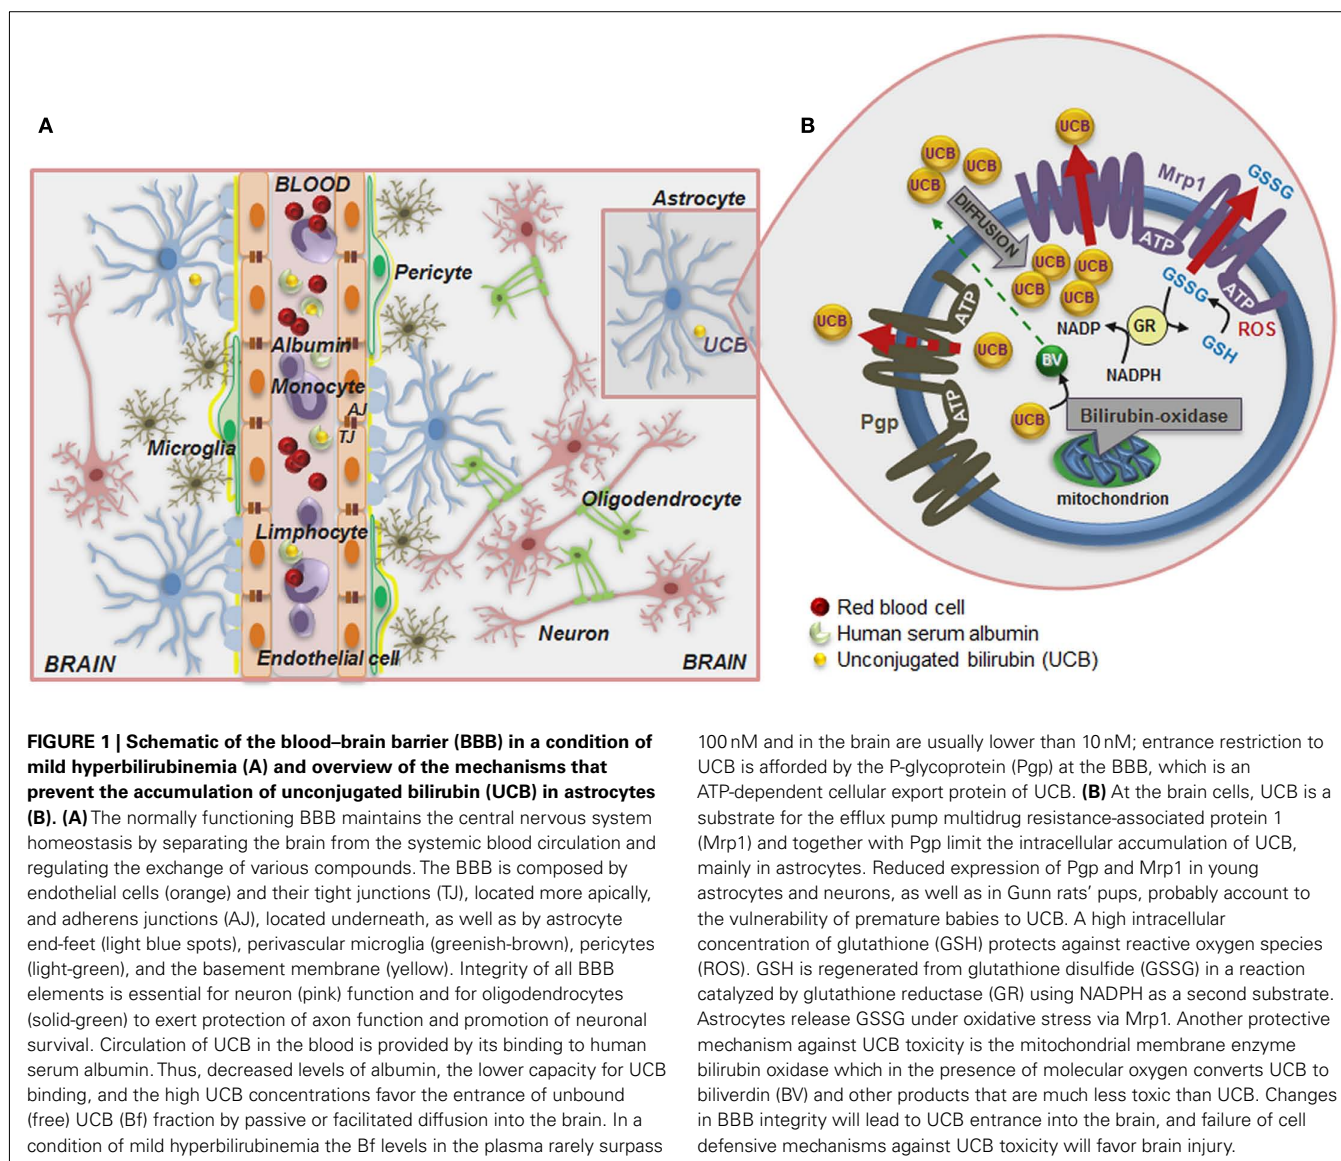 A
BLOOD
Astrocyte
Pericyte
UCB
Albumin
Monocyte
AJ
TJ
Microglia
Oligodendrocyte
Limphocyte
Neuron
Endothelial cell
BRAIN
BRAIN
B
UCB
UCB
UCB
UCB
DIFFUSION
Mrp1
GSSG
ATP
UCB
UCB
UCB
UCB
GSSG
ATP
ROS
ATP
NADP
GR
GSH
UCB
UCB
BV
NADPH
Pgp
ATP
UCB
Bilirubin-oxidase
mitochondrion
Red blood cell
Human serum albumin
Unconjugated bilirubin (UCB)
FIGURE 1 | Schematic of the blood–brain barrier (BBB) in a condition of
mild hyperbilirubinemia (A) and overview of the mechanisms that
prevent the accumulation of unconjugated bilirubin (UCB) in astrocytes
(B). (A) The normally functioning BBB maintains the central nervous system
homeostasis by separating the brain from the systemic blood circulation and
regulating the exchange of various compounds. The BBB is composed by
endothelial cells (orange) and their tight junctions (TJ), located more apically,
and adherens junctions (AJ), located underneath, as well as by astrocyte
end-feet (light blue spots), perivascular microglia (greenish-brown), pericytes
(light-green), and the basement membrane (yellow). Integrity of all BBB
elements is essential for neuron (pink) function and for oligodendrocytes
(solid-green) to exert protection of axon function and promotion of neuronal
survival. Circulation of UCB in the blood is provided by its binding to human
serum albumin. Thus, decreased levels of albumin, the lower capacity for UCB
binding, and the high UCB concentrations favor the entrance of unbound
(free) UCB (Bf) fraction by passive or facilitated diffusion into the brain. In a
condition of mild hyperbilirubinemia the Bf levels in the plasma rarely surpass
100 nM and in the brain are usually lower than 10 nM; entrance restriction to
UCB is afforded by the P-glycoprotein (Pgp) at the BBB, which is an
ATP-dependent cellular export protein of UCB. (B) At the brain cells, UCB is a
substrate for the efflux pump multidrug resistance-associated protein 1
(Mrp1) and together with Pgp limit the intracellular accumulation of UCB,
mainly in astrocytes. Reduced expression of Pgp and Mrp1 in young
astrocytes and neurons, as well as in Gunn rats' pups, probably account to
the vulnerability of premature babies to UCB. A high intracellular
concentration of glutathione (GSH) protects against reactive oxygen species
(ROS). GSH is regenerated from glutathione disulfide (GSSG) in a reaction
catalyzed by glutathione reductase (GR) using NADPH as a second substrate.
Astrocytes release GSSG under oxidative stress via Mrp1. Another protective
mechanism against UCB toxicity is the mitochondrial membrane enzyme
bilirubin oxidase which in the presence of molecular oxygen converts UCB to
biliverdin (BV) and other products that are much less toxic than UCB. Changes
in BBB integrity will lead to UCB entrance into the brain, and failure of cell
defensive mechanisms against UCB toxicity will favor brain injury.